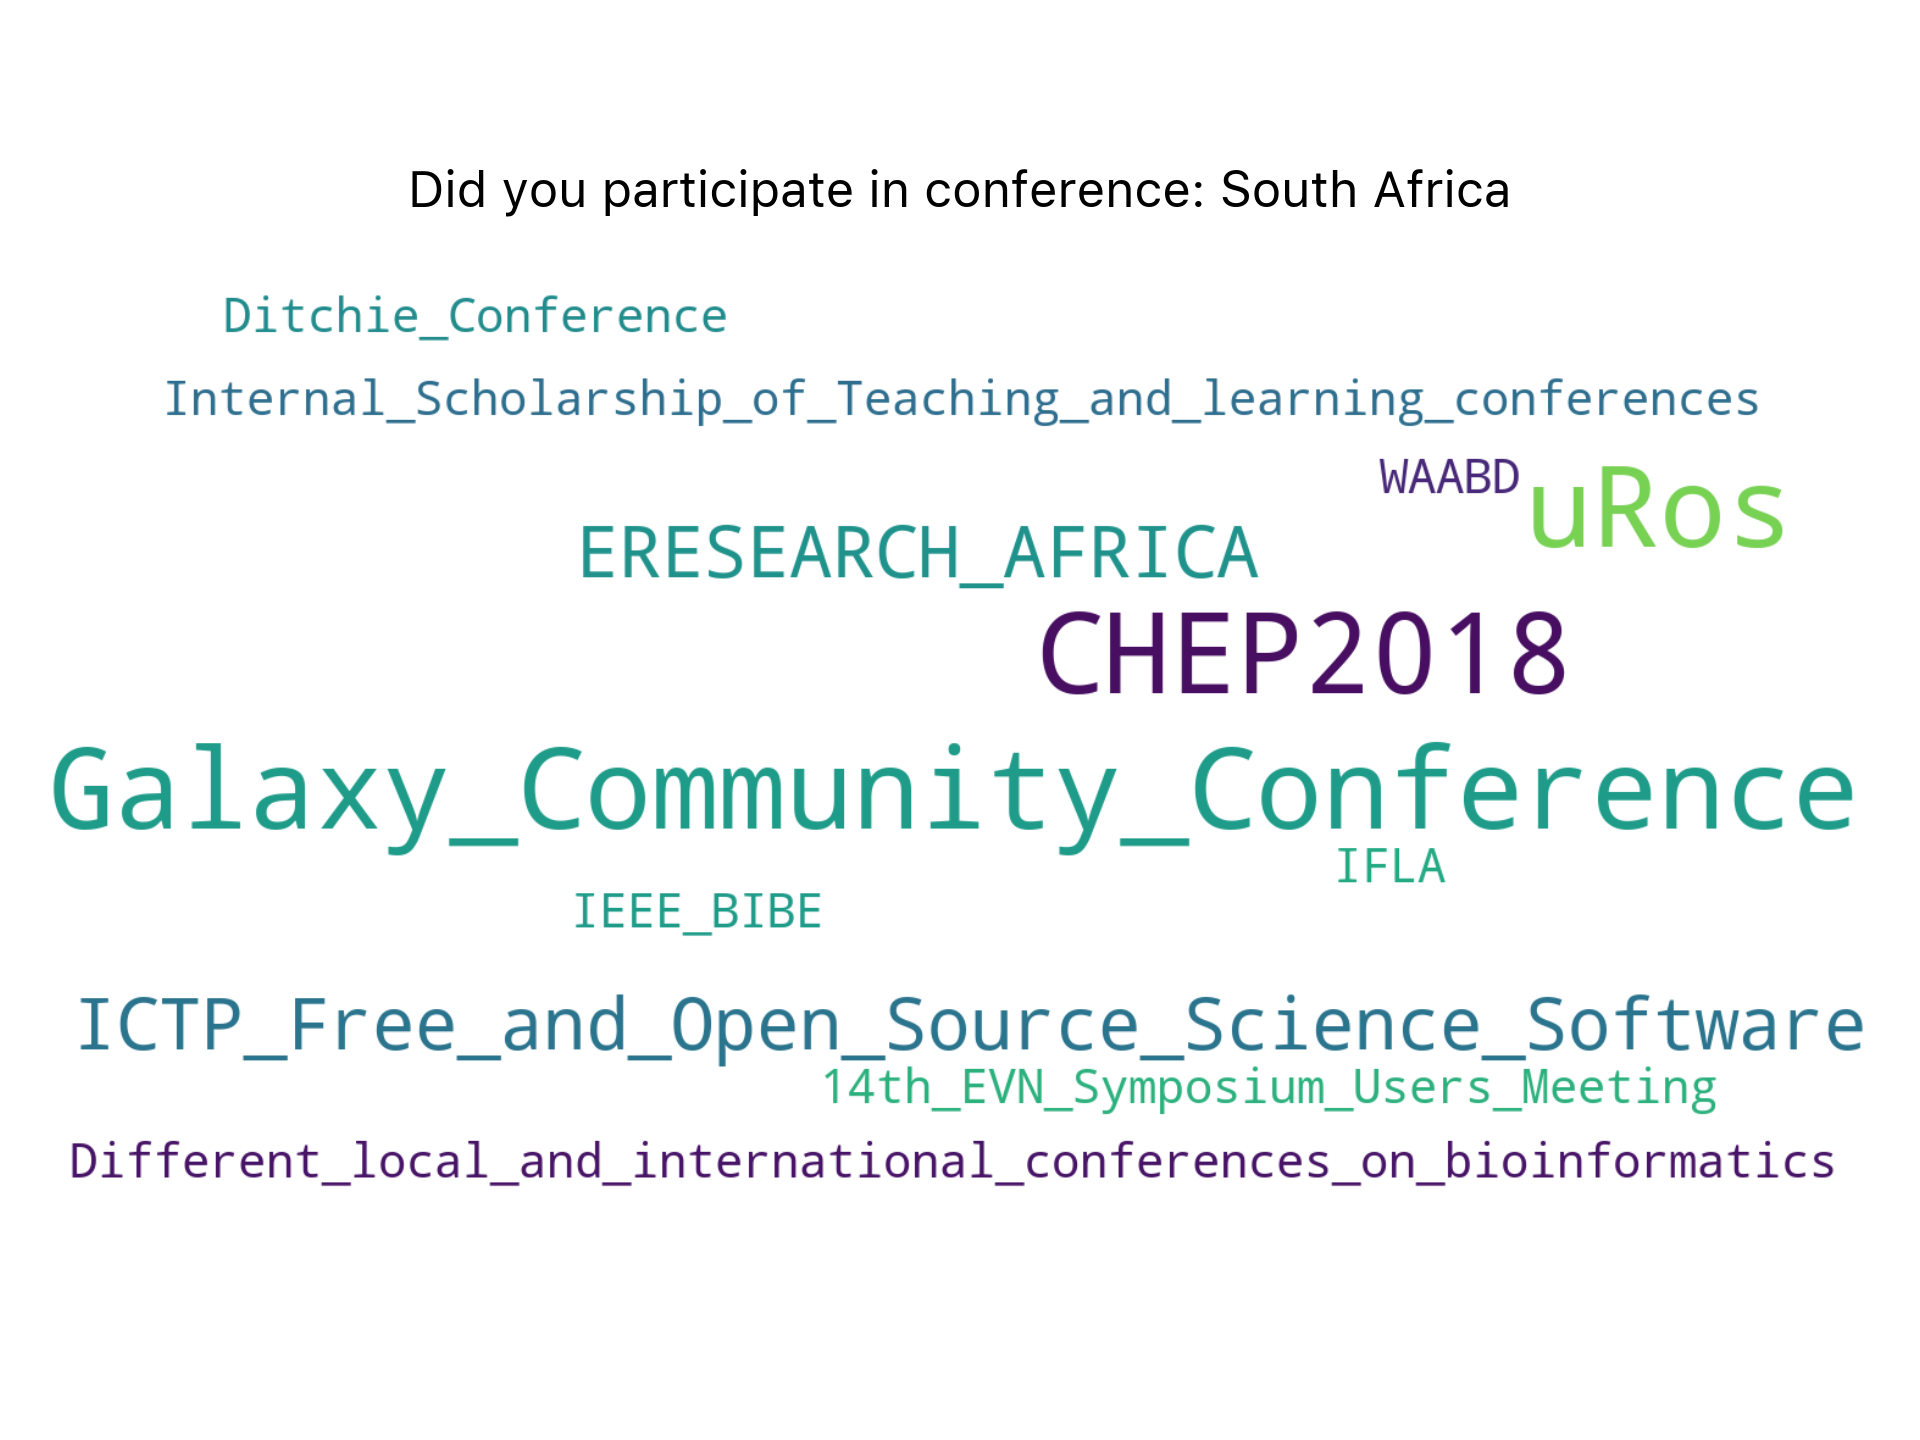 Did you participate in conference: South Africa
Ditchie_Conference
Internal_Scholarship_of_Teaching_and_learning_conferences
WAABD
uRos
ERESEARCH_AFRICA
CHEP2018
Galaxy_Community_Conference
IFLA
IEEE_BIBE
ICTP_Free_and_Open_Source_Science_Software
14th_EVN_Symposium_Users_Meeting
Different_local_and_international_conferences_on_bioinformatics